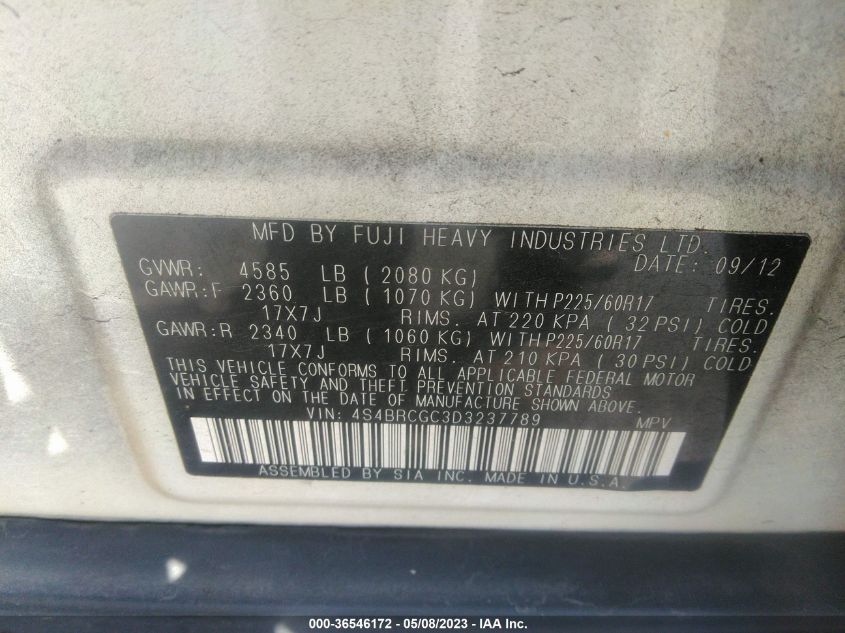 MFD BY FUJI HEAVY INDUSTRIES LTD.
DATE: 09/12
GVWR: 4585 LB (2080 KG)
GAWR:F 2360 LB (1070 KG) WITH P225/60R17 TIRES.
17X7J RIMS. AT 220 KPA (32 PSI) COLD
GAWR:R 2340 LB (1060 KG) WITH P225/60R17 TIRES.
17X7J RIMS. AT 210 KPA (30 PSI) COLD
THIS VEHICLE CONFORMS TO ALL APPLICABLE FEDERAL MOTOR
VEHICLE SAFETY AND THEFT PREVENTION STANDARDS
IN EFFECT ON THE DATE OF MANUFACTURE SHOWN ABOVE.
VIN: 4S4BRCGC3D3237789 MPV
ASSEMBLED BY SIA INC. MADE IN U.S.A.
000-36546172 - 05/08/2023 - IAA Inc.